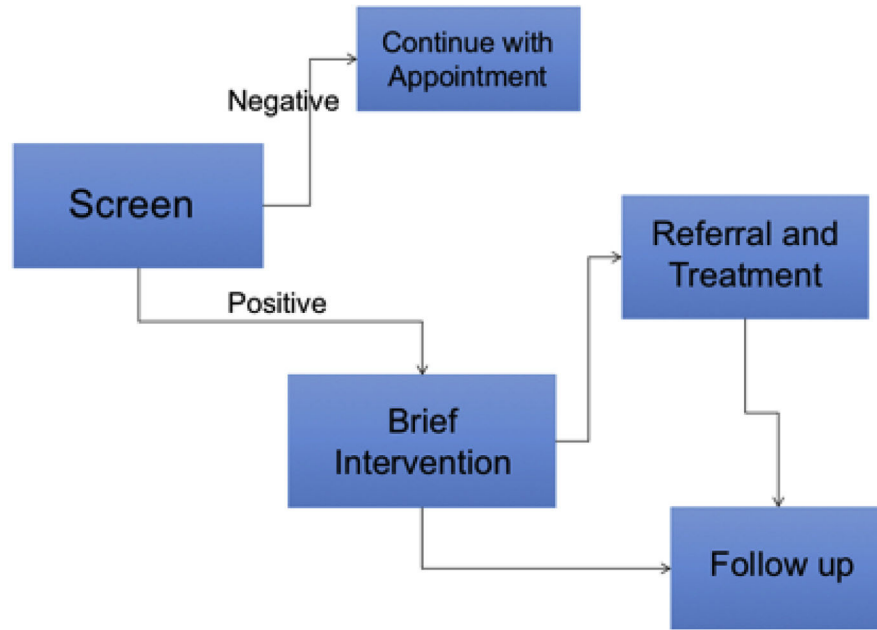 Continue with
Appointment
Negative
Screen
Referral and
Treatment
Positive
Brief
Intervention
Follow up